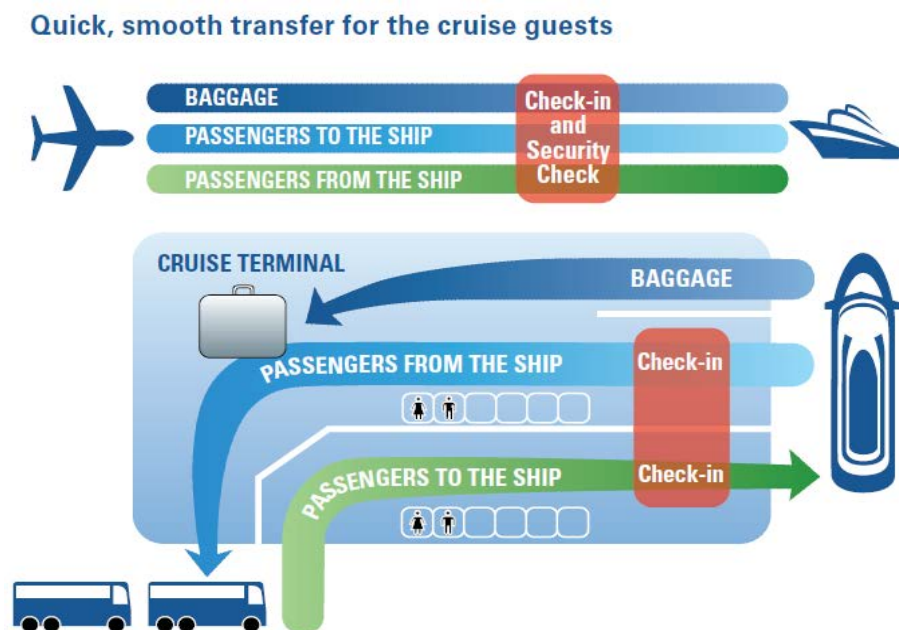 Quick, smooth transfer for the cruise guests
BAGGAGE
PASSENGERS TO THE SHIP
PASSENGERS FROM THE SHIP
Check-in
and
Security
Check
CRUISE TERMINAL
BAGGAGE
PASSENGERS FROM THE SHIP
Check-in
PASSENGERS TO THE SHIP
Check-in